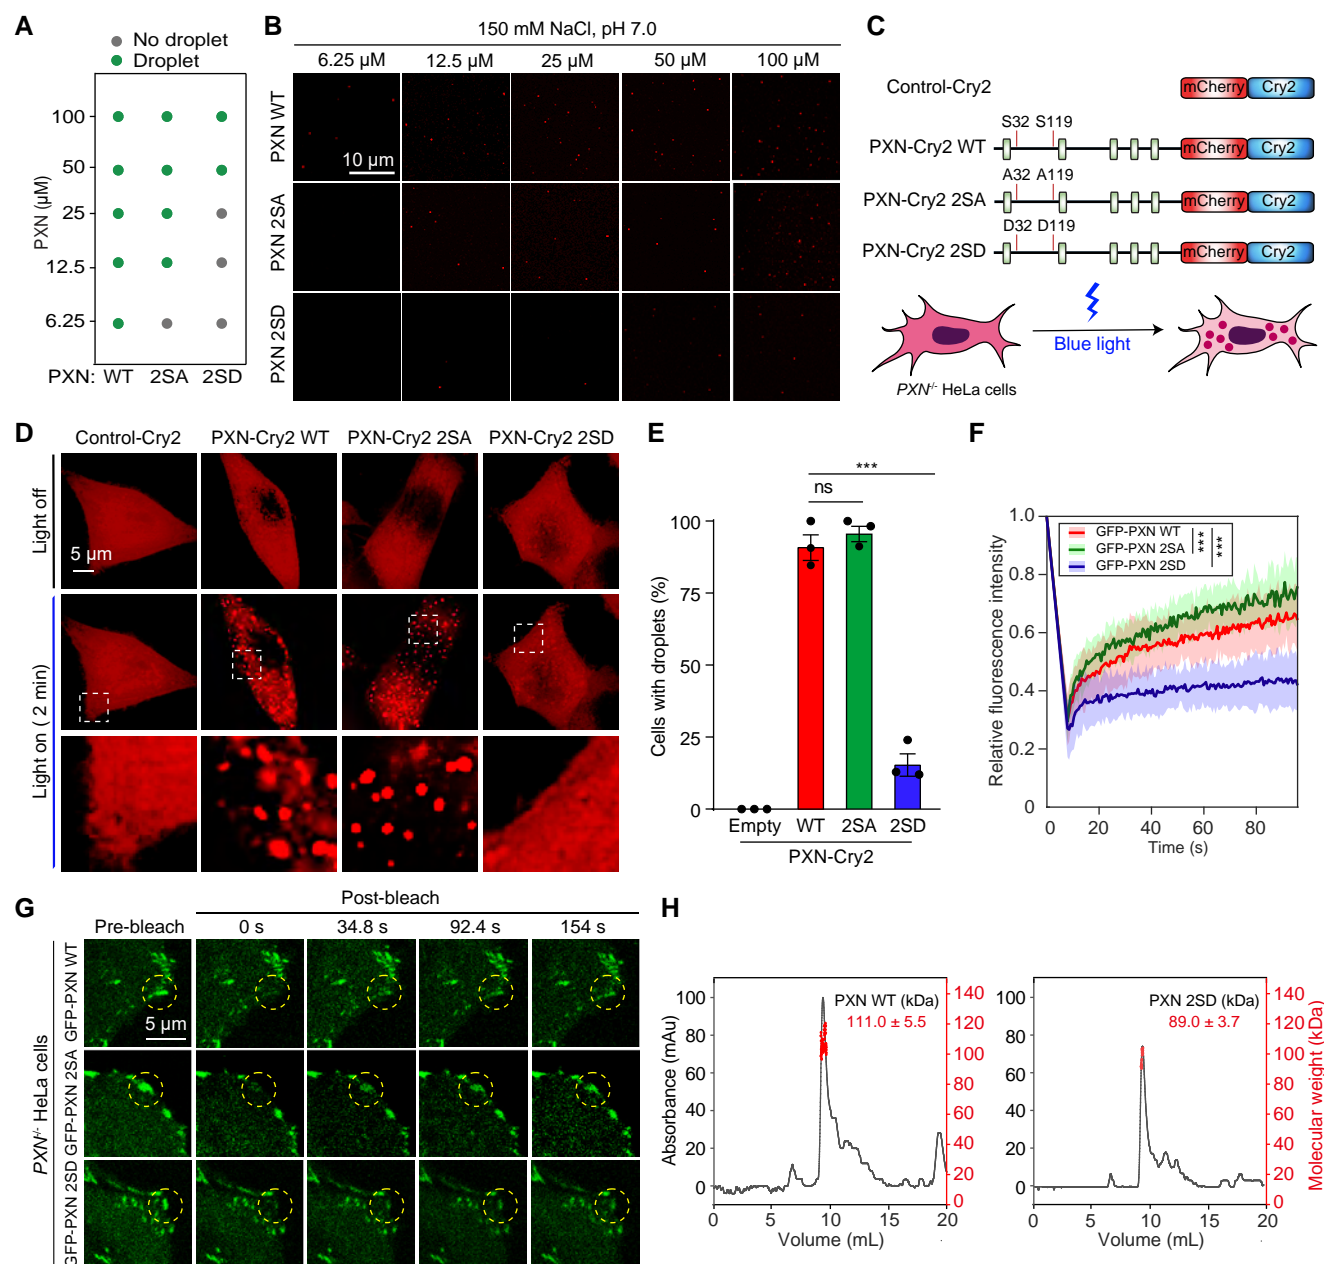 A
No droplet
Droplet
PXN (µM)
100
50
25
12.5
6.25
PXN: WT 2SA 2SD
B
150 mM NaCl, pH 7.0
6.25 µM 12.5 µM 25 µM 50 µM 100 µM
PXN WT
10 µm
PXN 2SA
PXN 2SD
C
Control-Cry2
mCherry Cry2
S32 S119
PXN-Cry2 WT
mCherry Cry2
A32 A119
PXN-Cry2 2SA
mCherry Cry2
D32 D119
PXN-Cry2 2SD
mCherry Cry2
Blue light
PXN-/- HeLa cells
D
Control-Cry2 PXN-Cry2 WT PXN-Cry2 2SA PXN-Cry2 2SD
Light off
5 µm
Light on ( 2 min)
E
***
ns
Cells with droplets (%)
100
75
50
25
0
Empty WT 2SA 2SD
PXN-Cry2
F
Relative fluorescence intensity
1.0
0.8
0.6
0.4
0.2
0
GFP-PXN WT
GFP-PXN 2SA
GFP-PXN 2SD
***
***
0 20 40 60 80
Time (s)
G
Post-bleach
Pre-bleach 0 s 34.8 s 92.4 s 154 s
PXN-/- HeLa cells
GFP-PXN WT
5 µm
GFP-PXN 2SA
GFP-PXN 2SD
H
Absorbance (mAu)
100
80
60
40
20
0
PXN WT (kDa)
111.0 ± 5.5
140
120
100
80
60
40
20
0
0 5 10 15 20
Volume (mL)
100
80
60
40
20
0
PXN 2SD (kDa)
89.0 ± 3.7
140
120
100
80
60
40
20
0
Molecular weight (kDa)
0 5 10 15 20
Volume (mL)